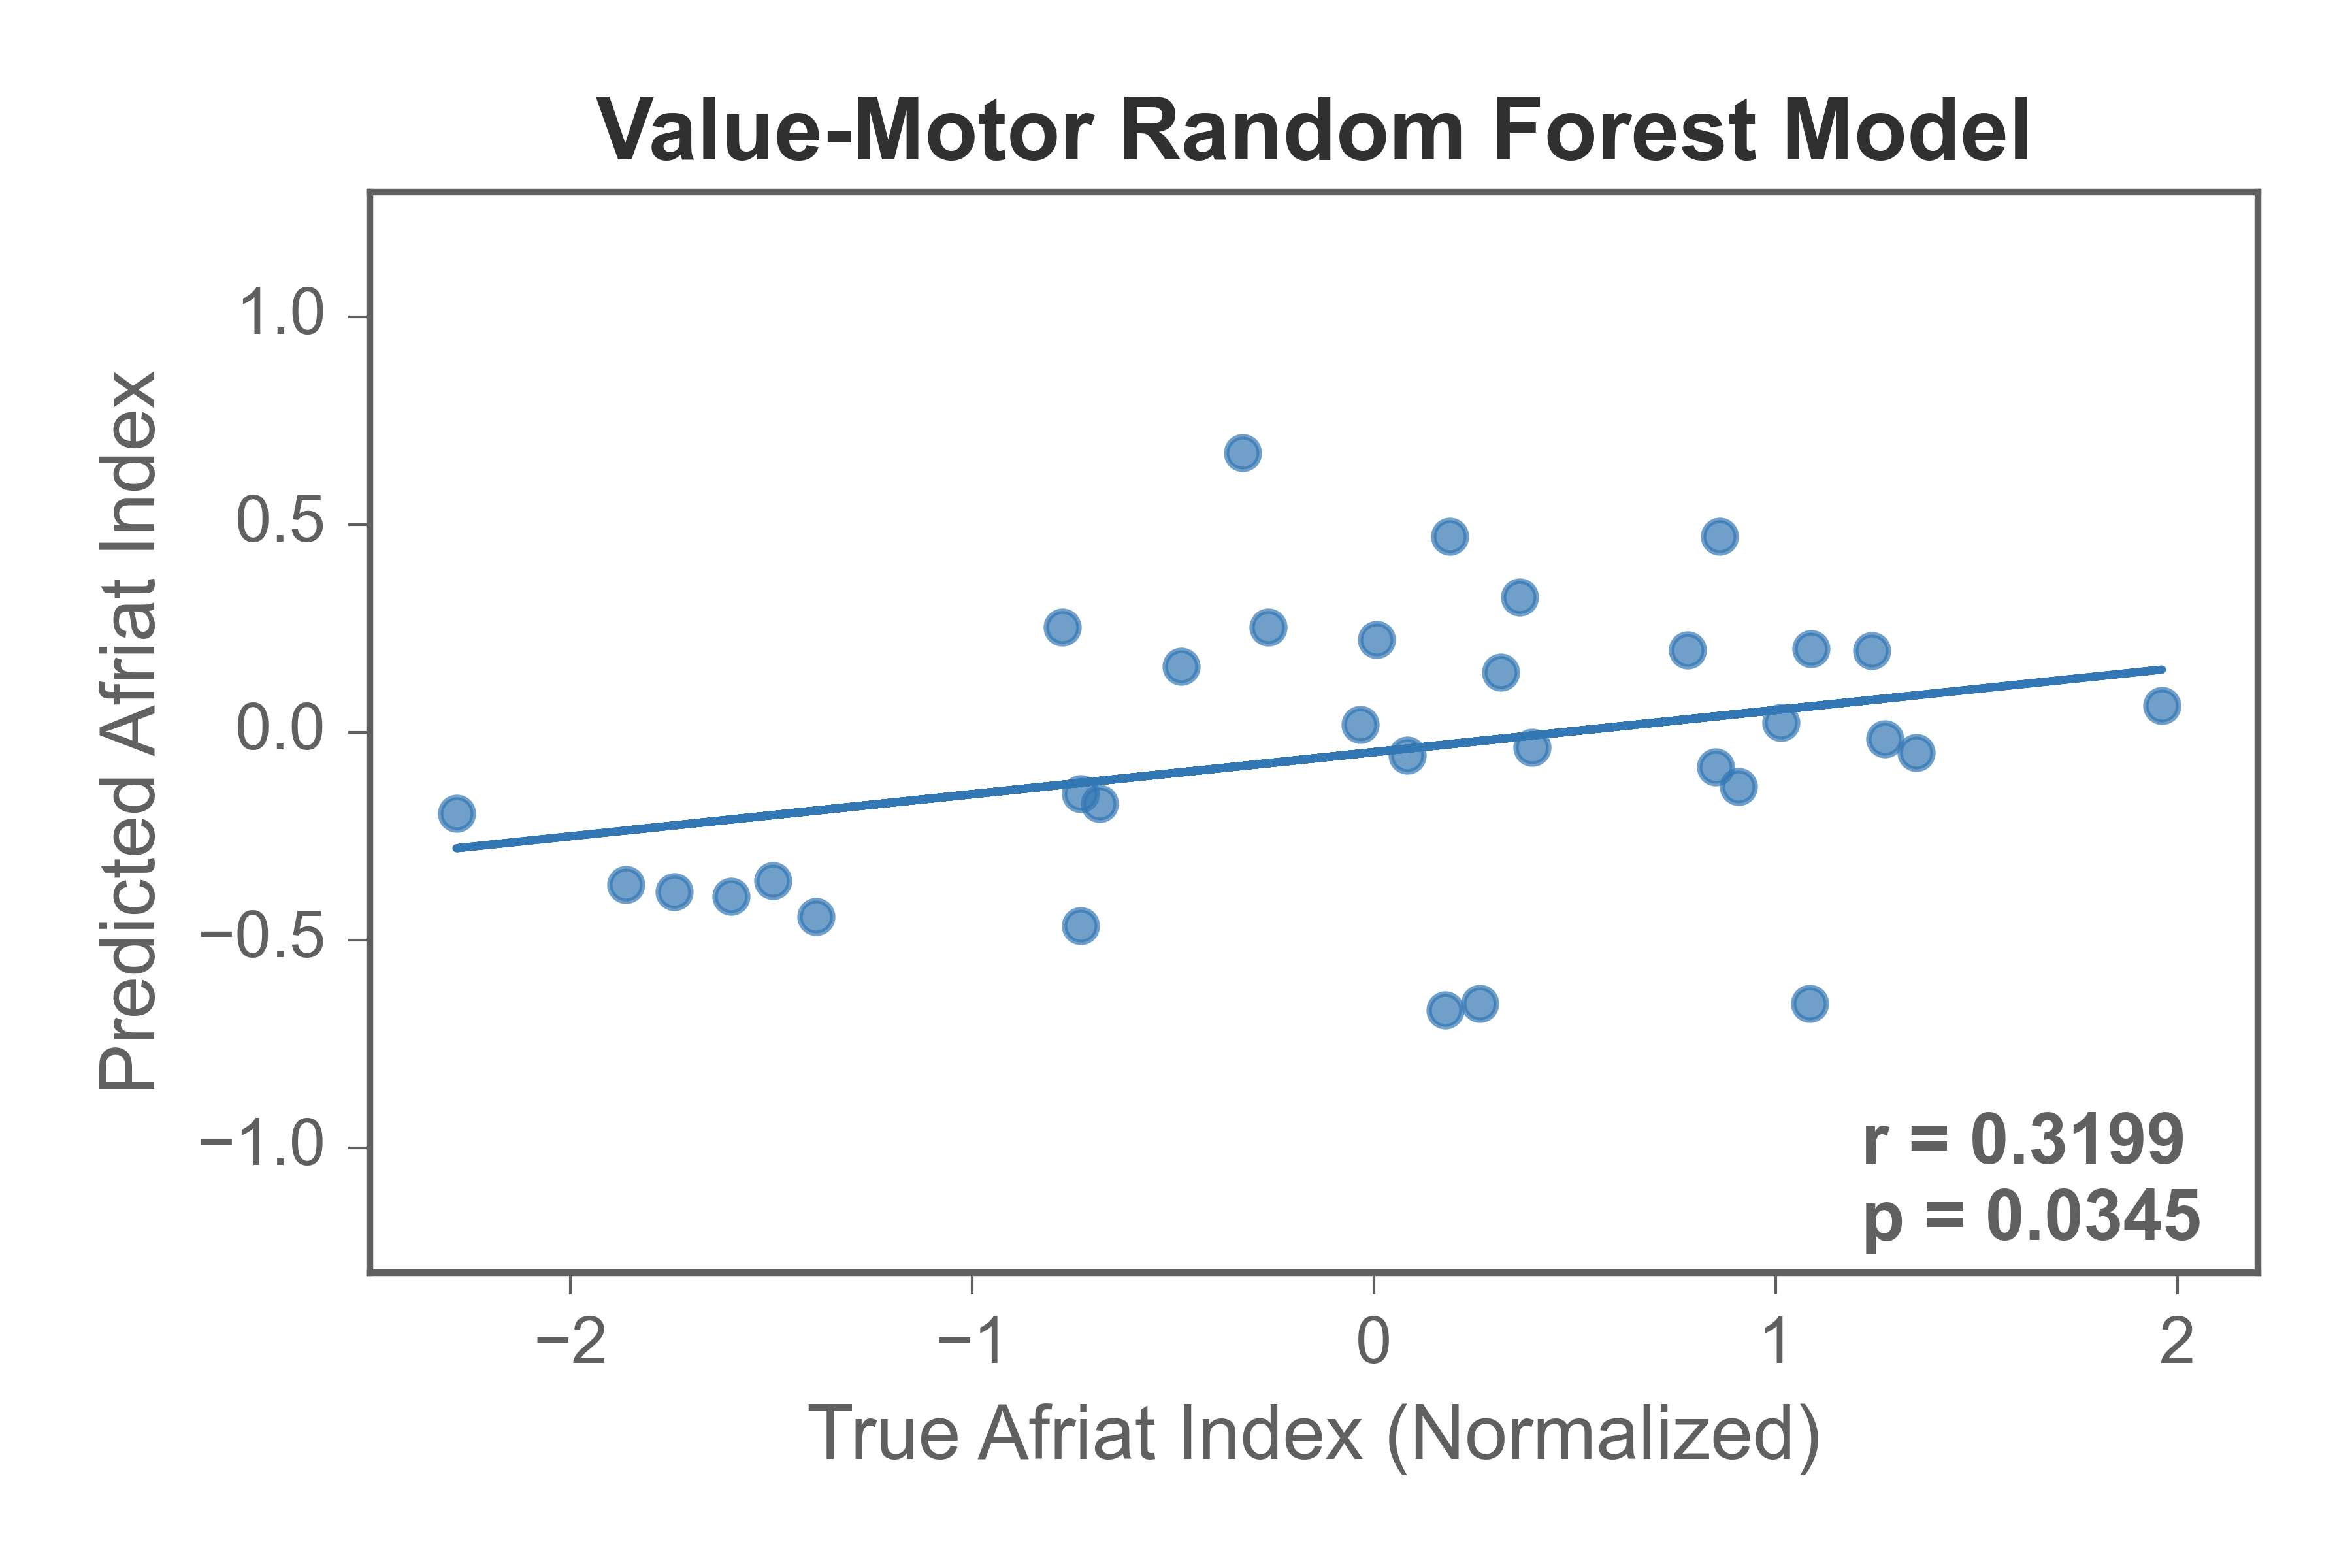 Value-Motor Random Forest Model
Predicted Afriat Index
1.0
0.5
0.0
−0.5
−1.0
r = 0.3199
p = 0.0345
−2 −1 0 1 2
True Afriat Index (Normalized)